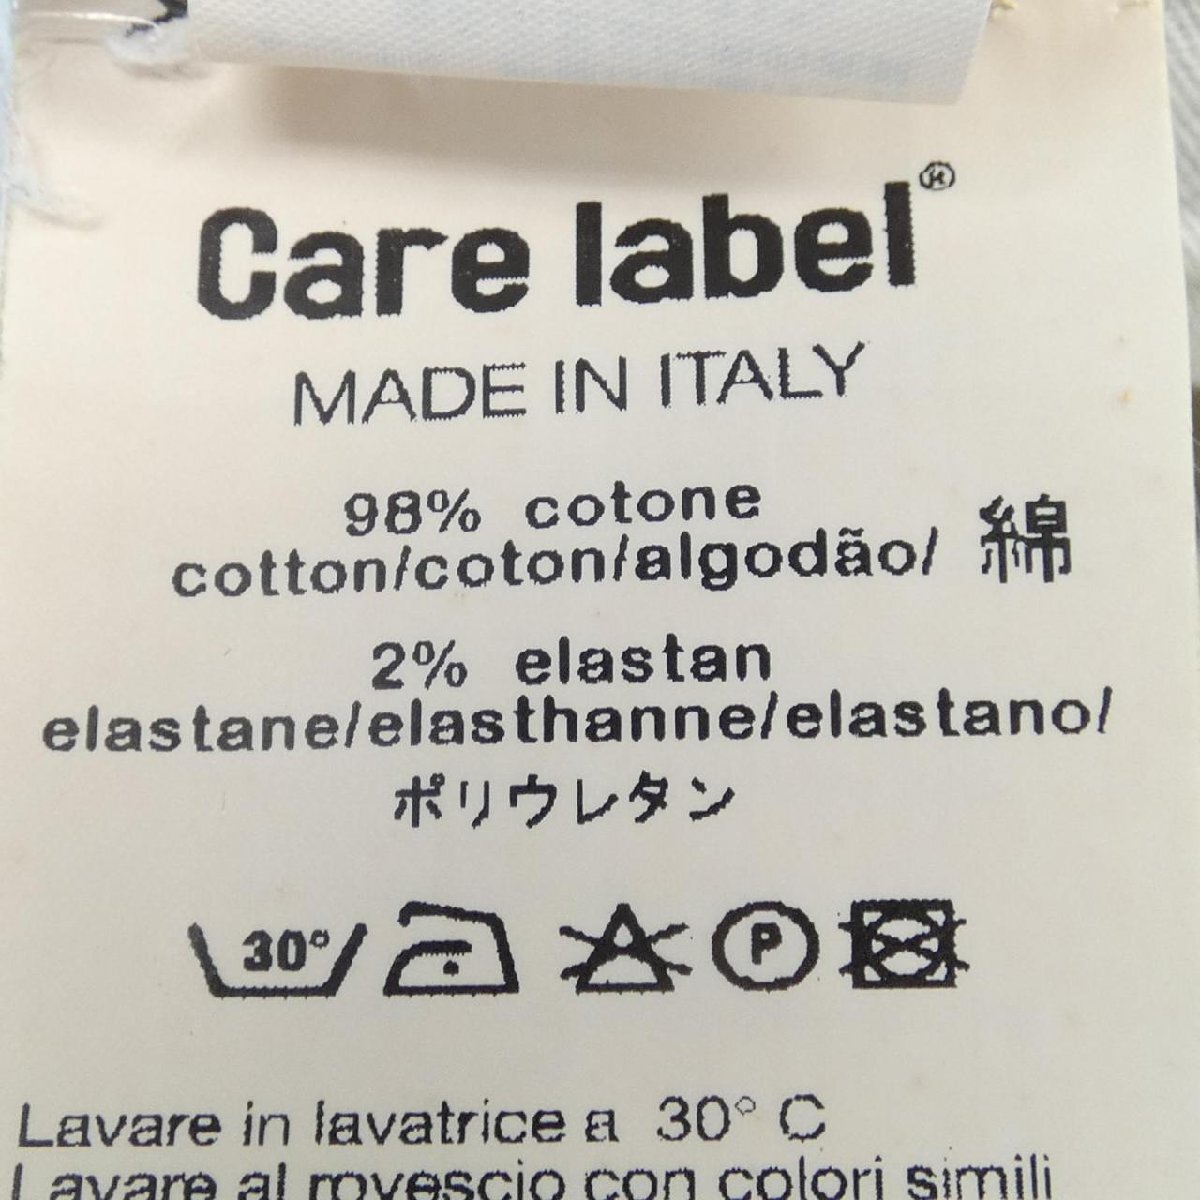 Care label®
MADE IN ITALY
98% cotone
cotton/coton/algodão/ 綿
2% elastan
elastane/elasthanne/elastano/
ポリウレタン
30°
P
Lavare in lavatrice a 30° C
Lavare al rovescio con colori simili